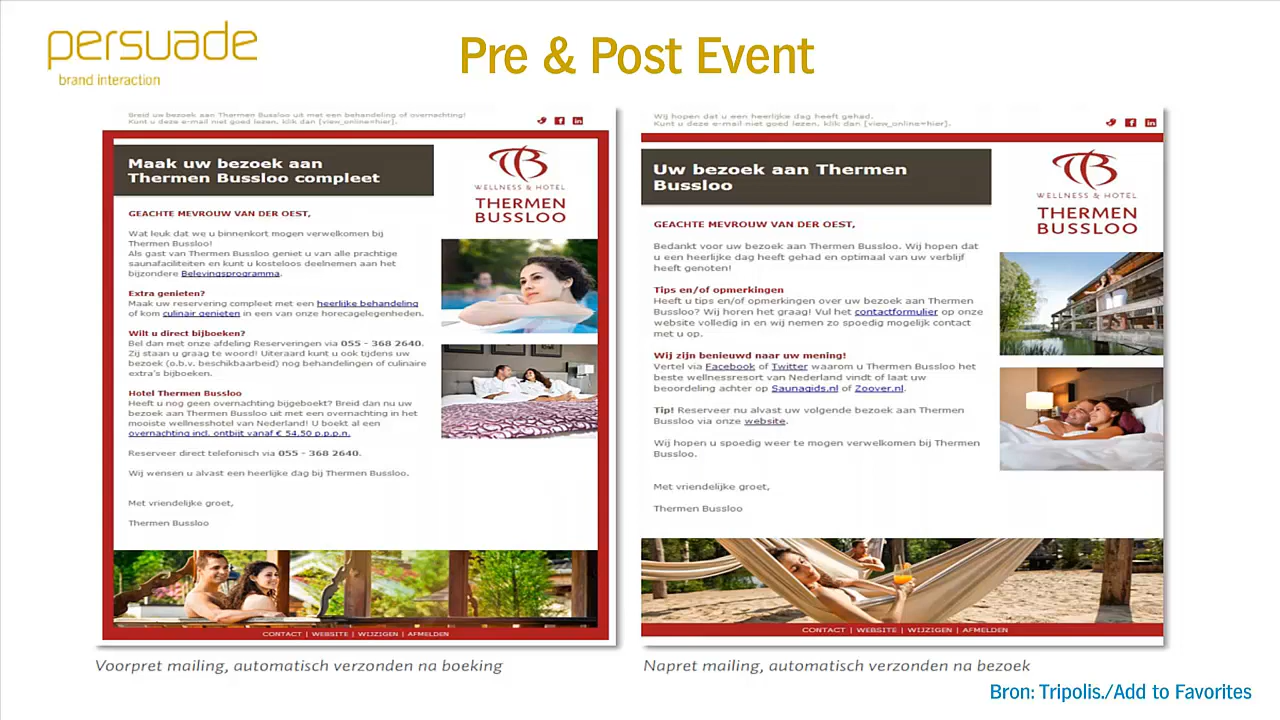 persuade
brand interaction
Pre & Post Event
Breid uw bezoek aan Thermen Bussloo uit met een behandeling of overnachting!
Kunt u deze e-mail niet goed lezen, klik dan [view_online=hier].
Maak uw bezoek aan
Thermen Bussloo compleet
WELLNESS & HOTEL
THERMEN
BUSSLOO
GEACHTE MEVROUW VAN DER OEST,
Wat leuk dat we u binnenkort mogen verwelkomen bij
Thermen Bussloo!
Als gast van Thermen Bussloo geniet u van alle prachtige
saunafaciliteiten en kunt u kosteloos deelnemen aan het
bijzondere Belevingsprogramma.
Extra genieten?
Maak uw reservering compleet met een heerlijke behandeling
of kom culinair genieten in een van onze horecagelegenheden.
Wilt u direct bijboeken?
Bel dan met onze afdeling Reserveringen via 055 - 368 2640.
Zij staan u graag te woord! Uiteraard kunt u ook tijdens uw
bezoek (o.b.v. beschikbaarheid) nog behandelingen of culinaire
extra's bijboeken.
Hotel Thermen Bussloo
Heeft u nog geen overnachting bijgeboekt? Breid dan nu uw
bezoek aan Thermen Bussloo uit met een overnachting in het
mooiste wellnesshotel van Nederland! U boekt al een
overnachting incl. ontbijt vanaf € 54,50 p.p.p.n.
Reserveer direct telefonisch via 055 - 368 2640.
Wij wensen u alvast een heerlijke dag bij Thermen Bussloo.
Met vriendelijke groet,
Thermen Bussloo
CONTACT | WEBSITE | WIJZIGEN | AFMELDEN
Voorpret mailing, automatisch verzonden na boeking
Wij hopen dat u een heerlijke dag heeft gehad.
Kunt u deze e-mail niet goed lezen, klik dan [view_online=hier].
Uw bezoek aan Thermen
Bussloo
WELLNESS & HOTEL
THERMEN
BUSSLOO
GEACHTE MEVROUW VAN DER OEST,
Bedankt voor uw bezoek aan Thermen Bussloo. Wij hopen dat
u een heerlijke dag heeft gehad en optimaal van uw verblijf
heeft genoten!
Tips en/of opmerkingen
Heeft u tips en/of opmerkingen over uw bezoek aan Thermen
Bussloo? Wij horen het graag! Vul het contactformulier op onze
website volledig in en wij nemen zo spoedig mogelijk contact
met u op.
Wij zijn benieuwd naar uw mening!
Vertel via Facebook of Twitter waarom u Thermen Bussloo het
beste wellnessresort van Nederland vindt of laat uw
beoordeling achter op Saunagids.nl of Zoover.nl.
Tip! Reserveer nu alvast uw volgende bezoek aan Thermen
Bussloo via onze website.
Wij hopen u spoedig weer te mogen verwelkomen bij Thermen
Bussloo.
Met vriendelijke groet,
Thermen Bussloo
CONTACT | WEBSITE | WIJZIGEN | AFMELDEN
Napret mailing, automatisch verzonden na bezoek
Bron: Tripolis./Add to Favorites